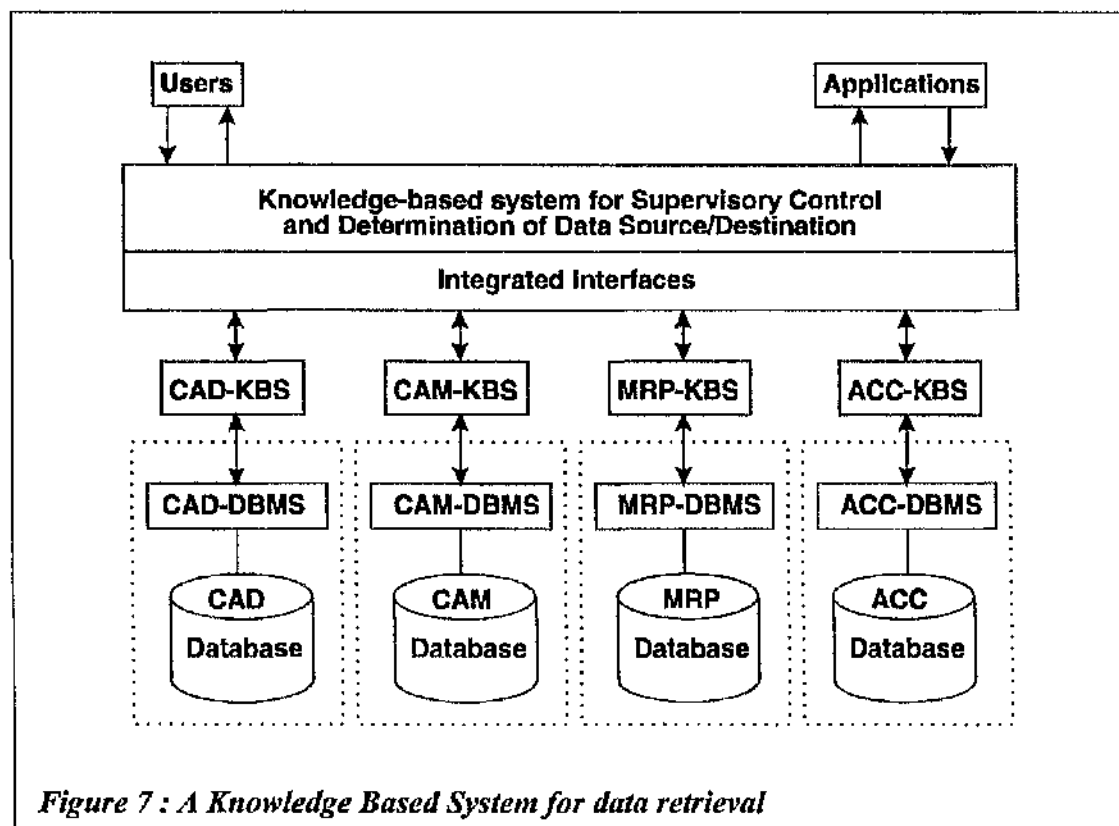 Users
Applications
Knowledge-based system for Supervisory Control
and Determination of Data Source/Destination
Integrated Interfaces
CAD-KBS
CAM-KBS
MRP-KBS
ACC-KBS
CAD-DBMS
CAM-DBMS
MRP-DBMS
ACC-DBMS
CAD
Database
CAM
Database
MRP
Database
ACC
Database
Figure 7 : A Knowledge Based System for data retrieval